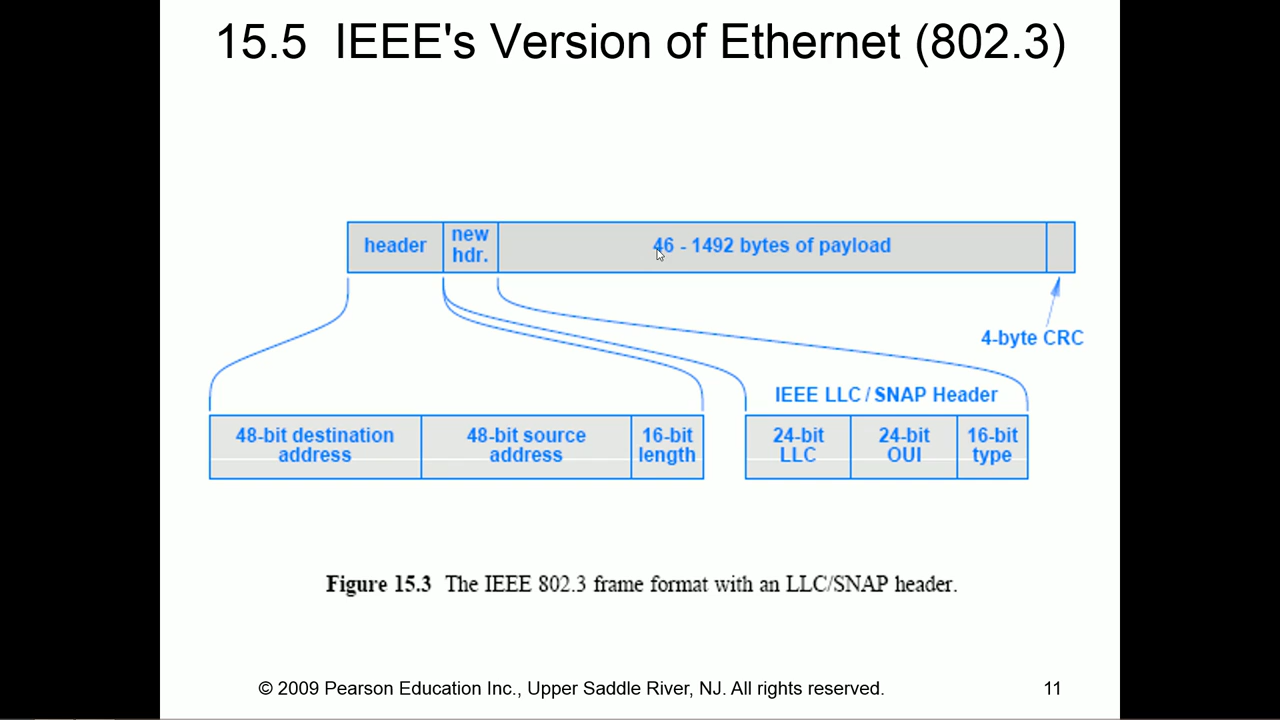 15.5 IEEE's Version of Ethernet (802.3)
header
new
hdr.
46 - 1492 bytes of payload
4-byte CRC
IEEE LLC / SNAP Header
48-bit destination
address
48-bit source
address
16-bit
length
24-bit
LLC
24-bit
OUI
16-bit
type
Figure 15.3 The IEEE 802.3 frame format with an LLC/SNAP header.
© 2009 Pearson Education Inc., Upper Saddle River, NJ. All rights reserved.
11